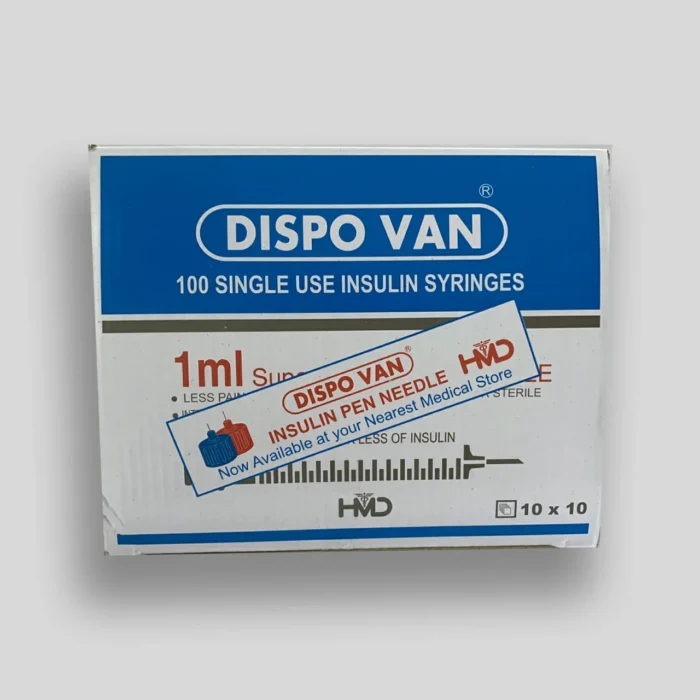 ®
DISPO VAN
100 SINGLE USE INSULIN SYRINGES
1ml
• LESS
STERILE
DISPO VAN®
HMD
INSULIN PEN NEEDLE
Now Available at your Nearest Medical Store
LESS OF INSULIN
HMD
10 x 10